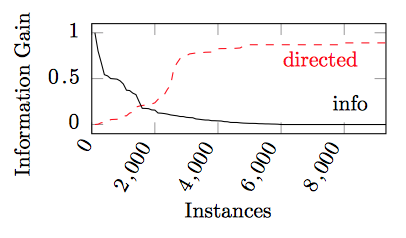 Information Gain
1
0.5
0
directed
info
0
2,000
4,000
6,000
8,000
Instances